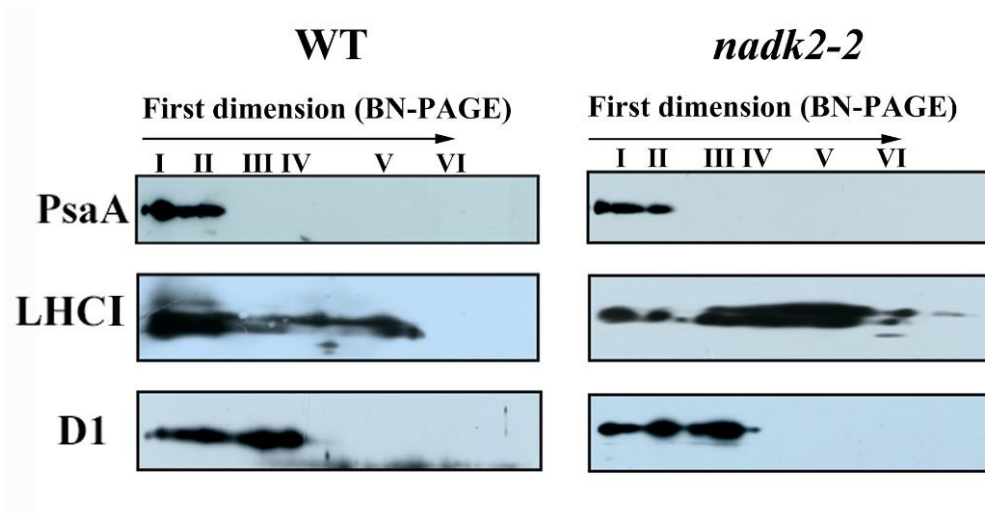 WT
nadk2-2
First dimension (BN-PAGE)
First dimension (BN-PAGE)
I II III IV V VI
I II III IV V VI
PsaA
LHCI
D1